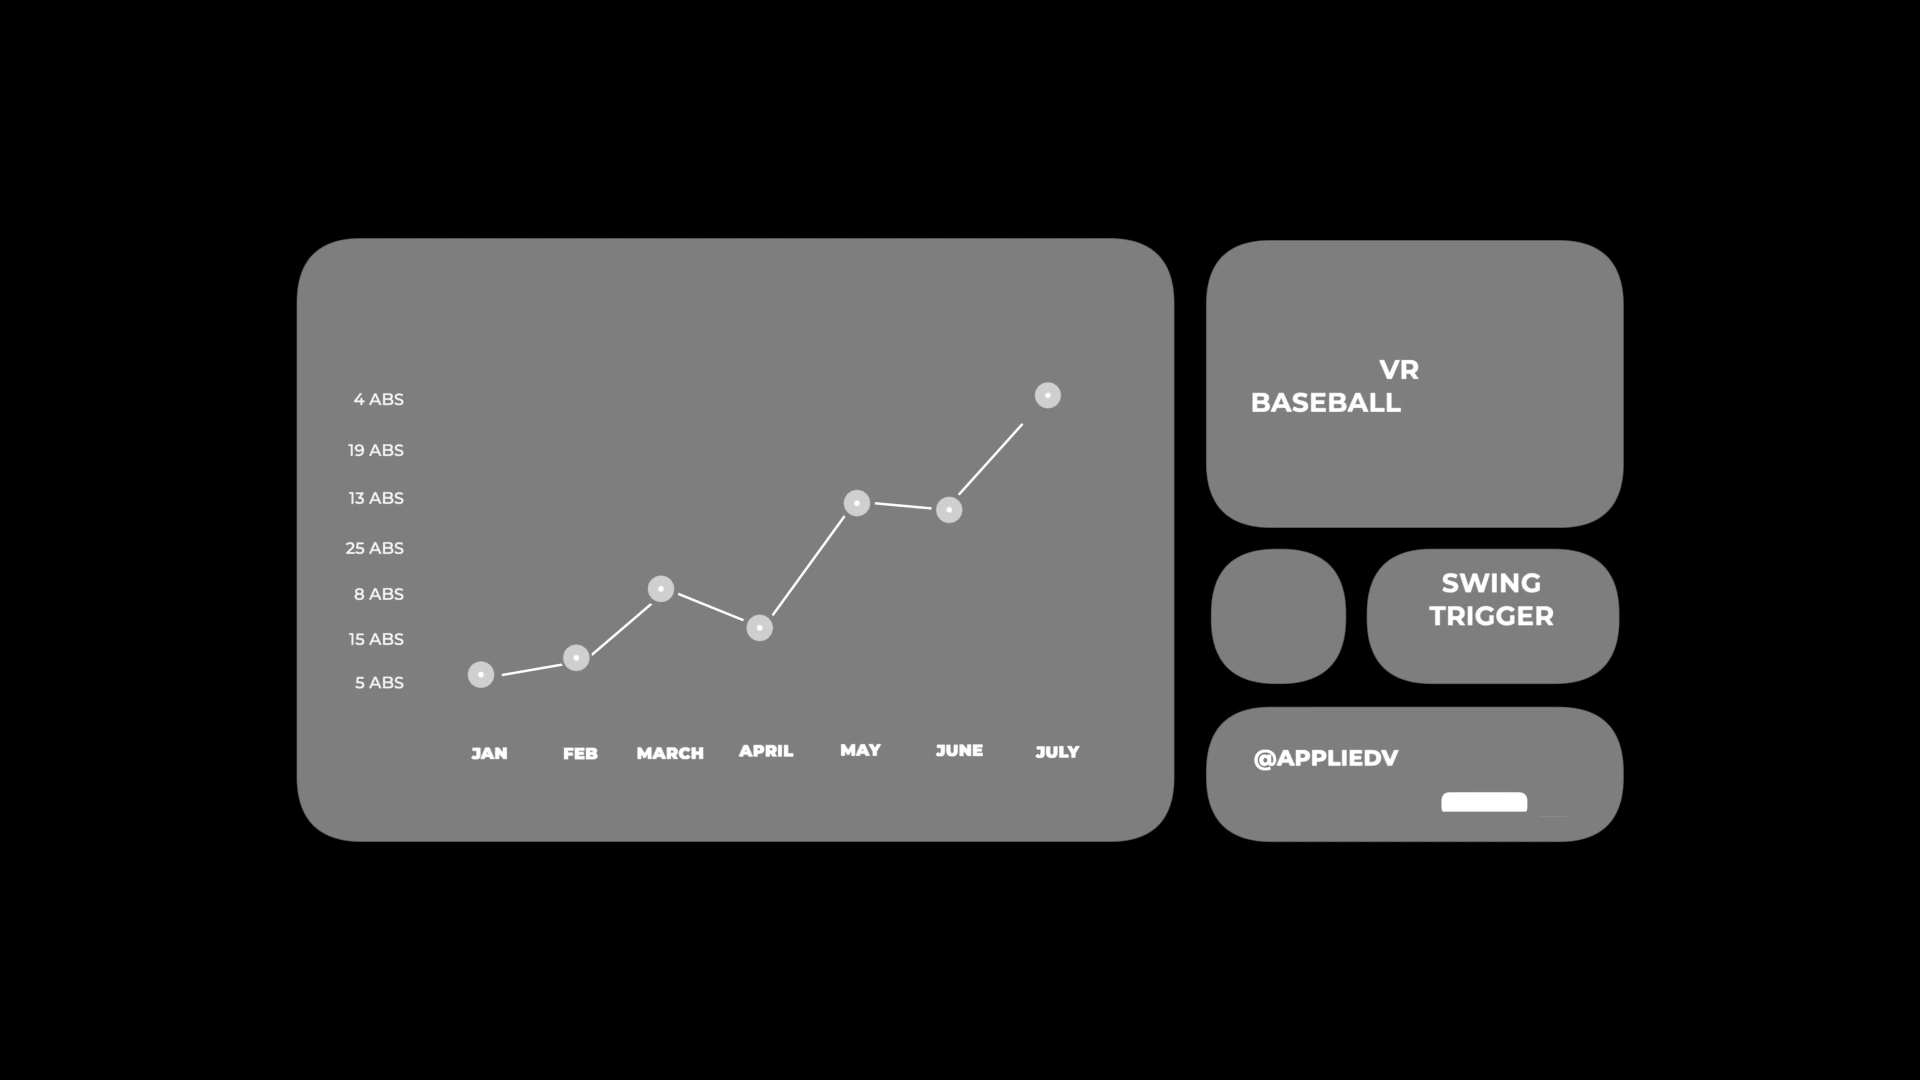 4 ABS
19 ABS
13 ABS
25 ABS
8 ABS
15 ABS
5 ABS
JAN FEB MARCH APRIL MAY JUNE JULY
VR
BASEBALL
SWING
TRIGGER
@APPLIEDV